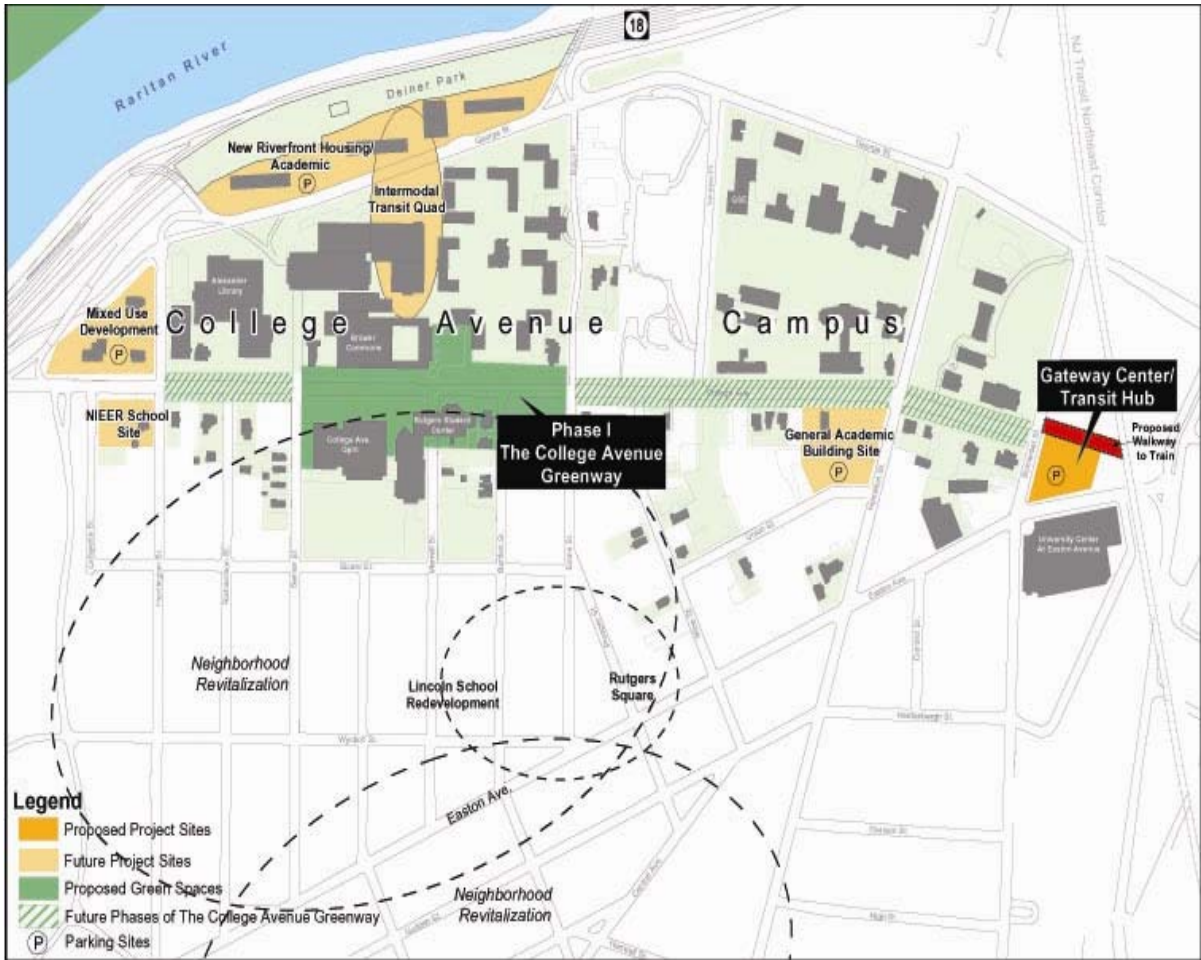 18
NJ Transit Northeast Corridor
Raritan River
Deiner Park
George St.
New Riverfront Housing/
Academic
P
Intermodal
Transit Quad
George St.
Alexander
Library
Mixed Use
Development
P
College Avenue Campus
Brower
Commons
Gateway Center/
Transit Hub
NIEER School
Site
College Ave.
Gym
Rutgers Student
Center
Phase I
The College Avenue
Greenway
General Academic
Building Site
P
Proposed
Walkway
to Train
P
University Center
At Easton Avenue
Easton Ave.
Neighborhood
Revitalization
Lincoln School
Redevelopment
Rutgers
Square
Easton Ave.
Legend
Proposed Project Sites
Future Project Sites
Proposed Green Spaces
Future Phases of The College Avenue Greenway
P Parking Sites
Neighborhood
Revitalization